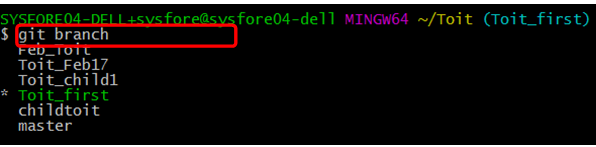 SYSFORE04-DELL+sysfore@sysfore04-dell MINGW64 ~/Toit (Toit_first)
$ git branch
Feb_Toit
Toit_Feb17
Toit_child1
* Toit_first
childtoit
master